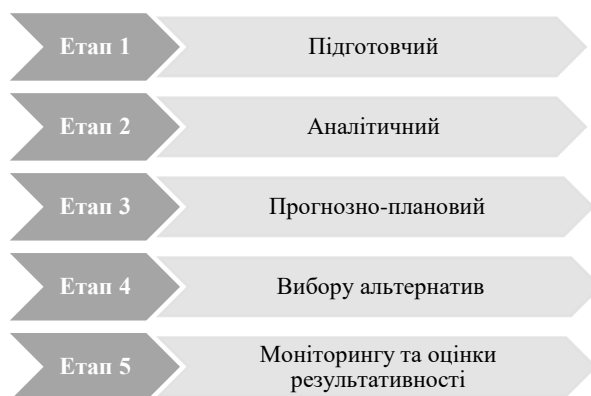 Етап 1
Підготовчий
Етап 2
Аналітичний
Етап 3
Прогнозно-плановий
Етап 4
Вибору альтернатив
Етап 5
Моніторингу та оцінки
результативності